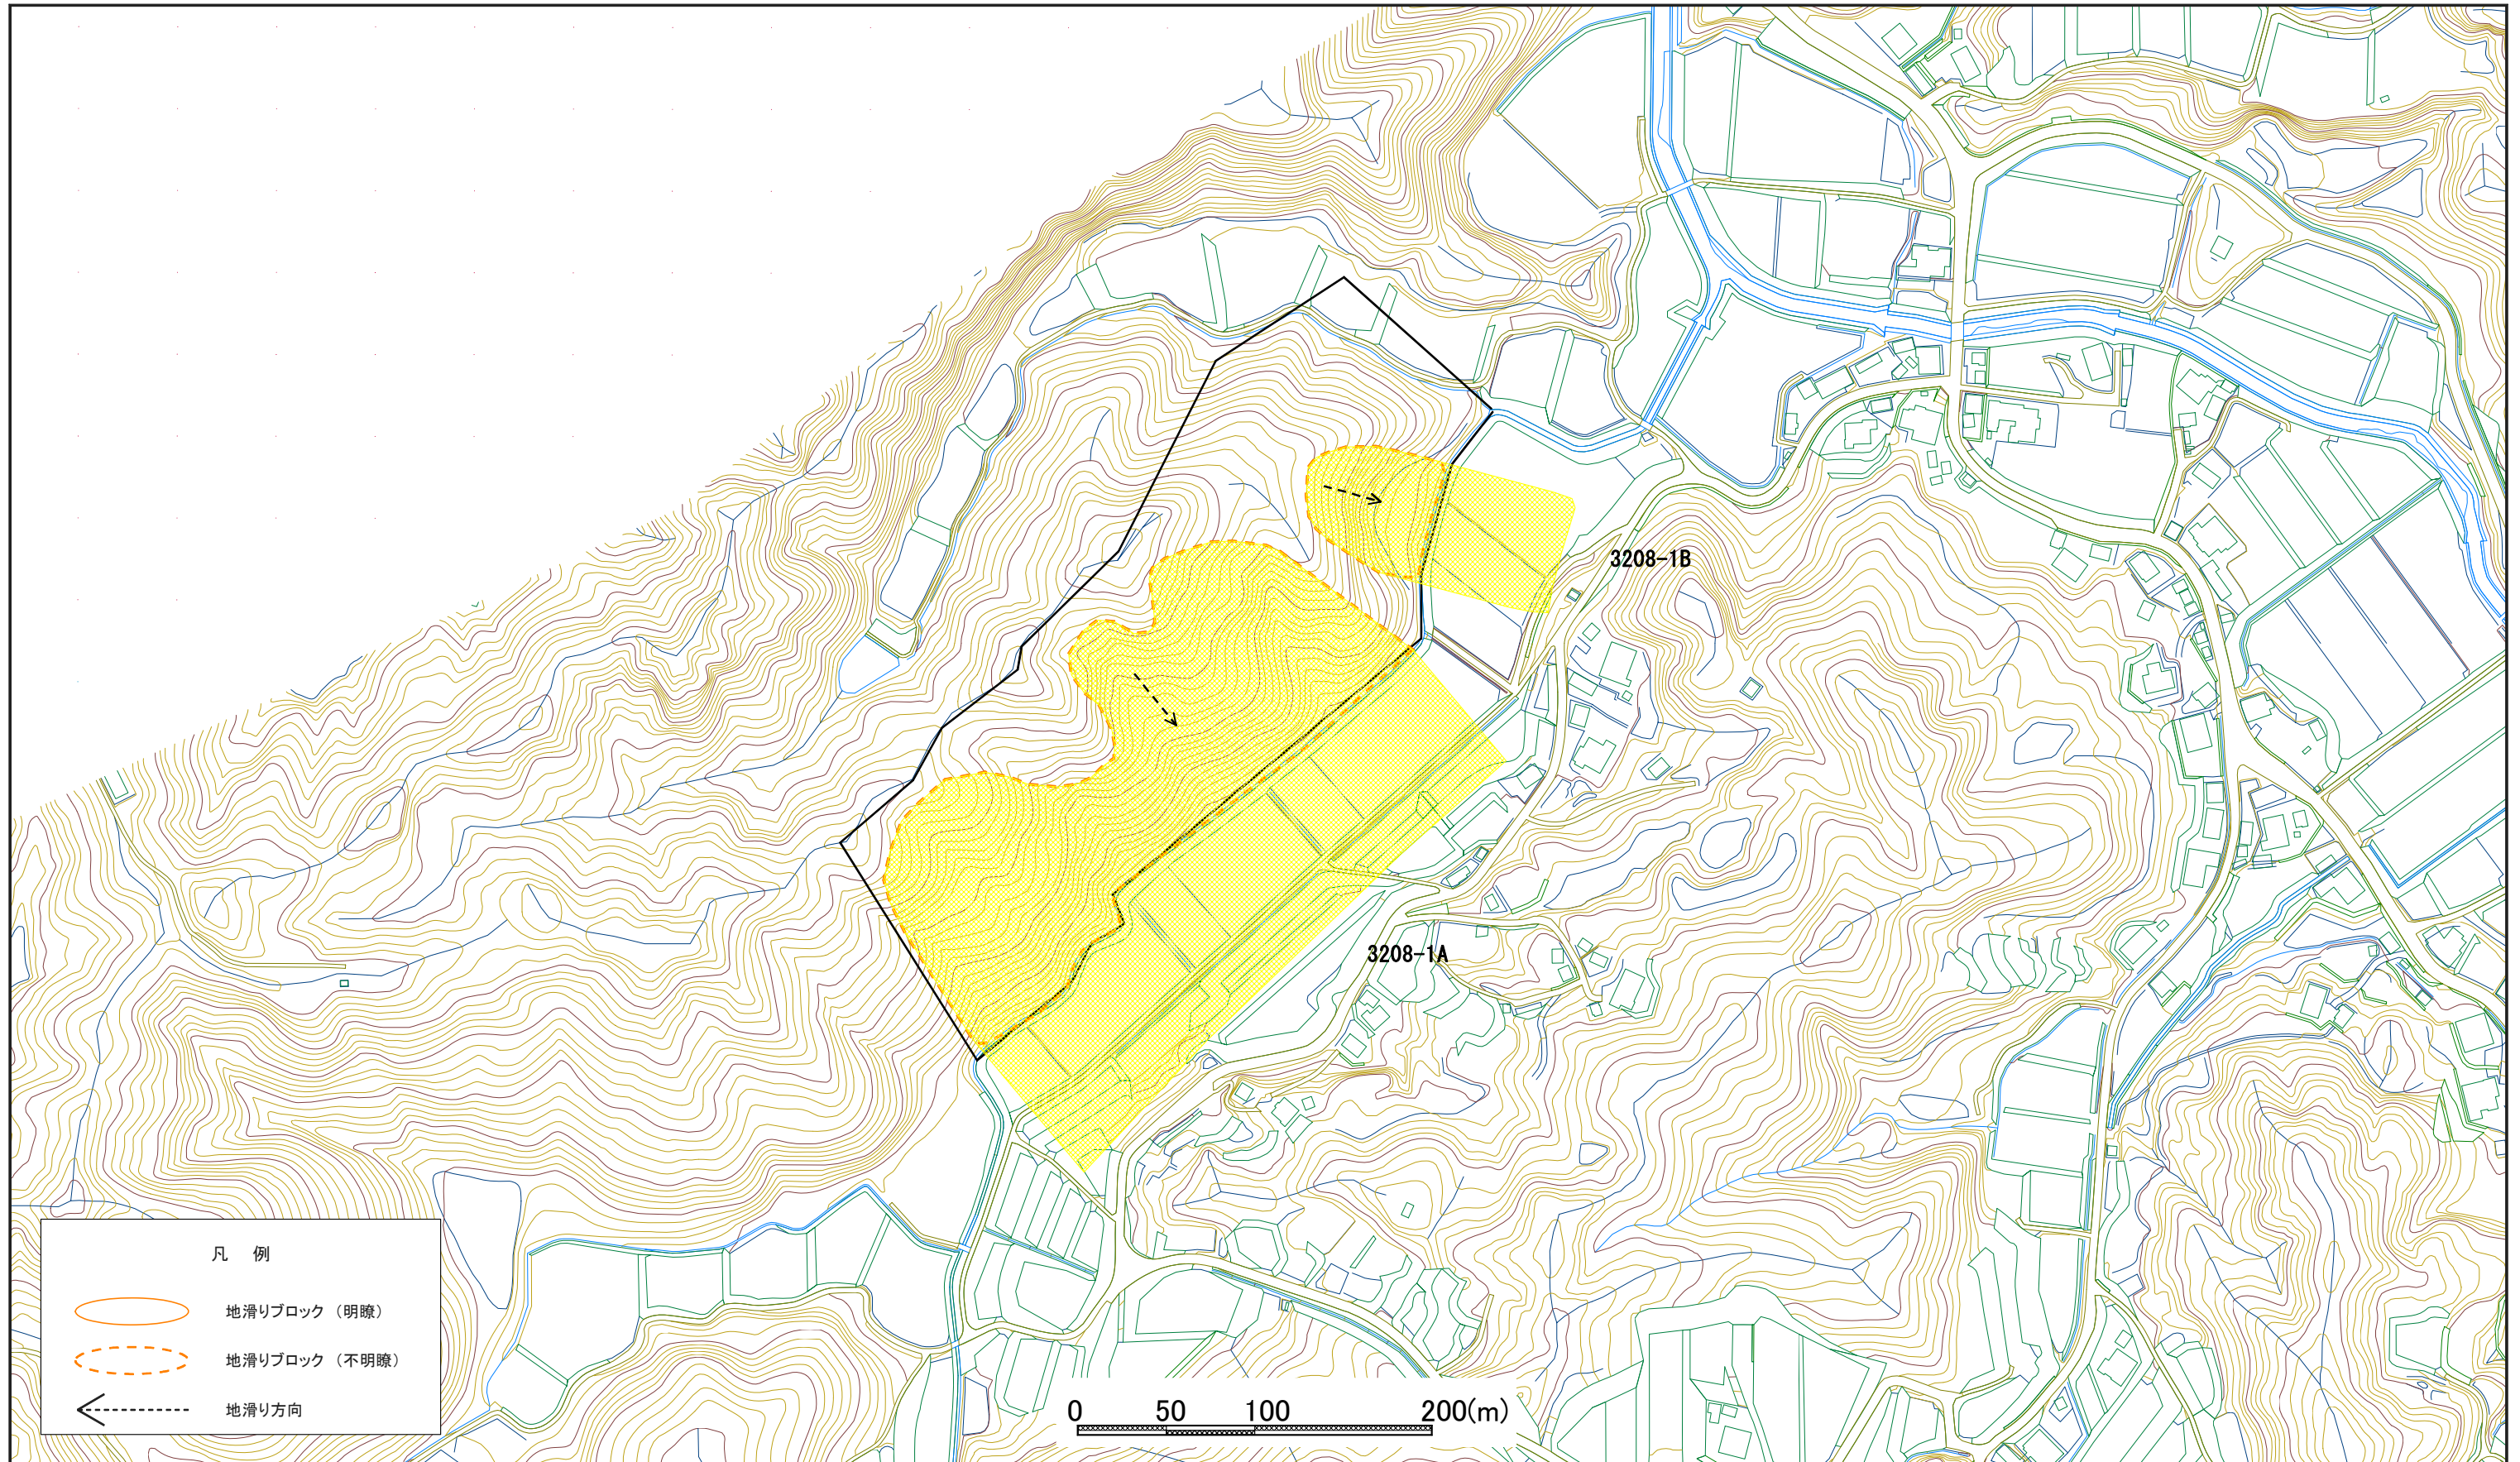 3208-1B
3208-1A
凡 例
地滑りブロック (明瞭)
地滑りブロック (不明瞭)
地滑り方向
0 50 100 200(m)